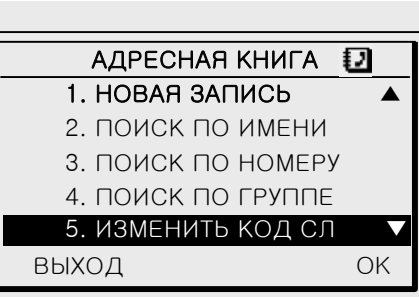 АДРЕСНАЯ КНИГА
1. НОВАЯ ЗАПИСЬ
2. ПОИСК ПО ИМЕНИ
3. ПОИСК ПО НОМЕРУ
4. ПОИСК ПО ГРУППЕ
5. ИЗМЕНИТЬ КОД СЛ
ВЫХОД OK